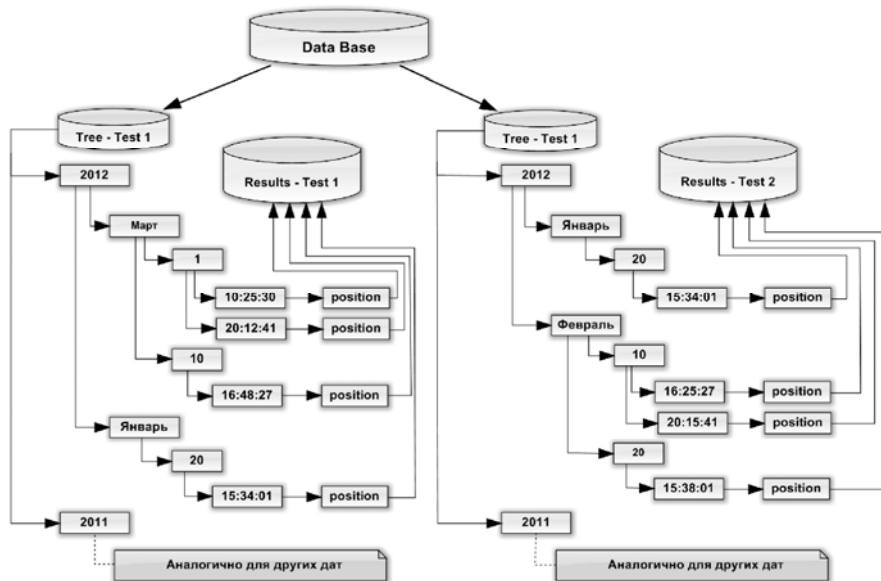 Data Base
Tree - Test 1
2012
Results - Test 1
Март
1
10:25:30
position
20:12:41
position
10
16:48:27
position
Январь
20
15:34:01
position
2011
Аналогично для других дат
Tree - Test 1
2012
Results - Test 2
Январь
20
15:34:01
position
Февраль
10
16:25:27
position
20:15:41
position
20
15:38:01
position
2011
Аналогично для других дат